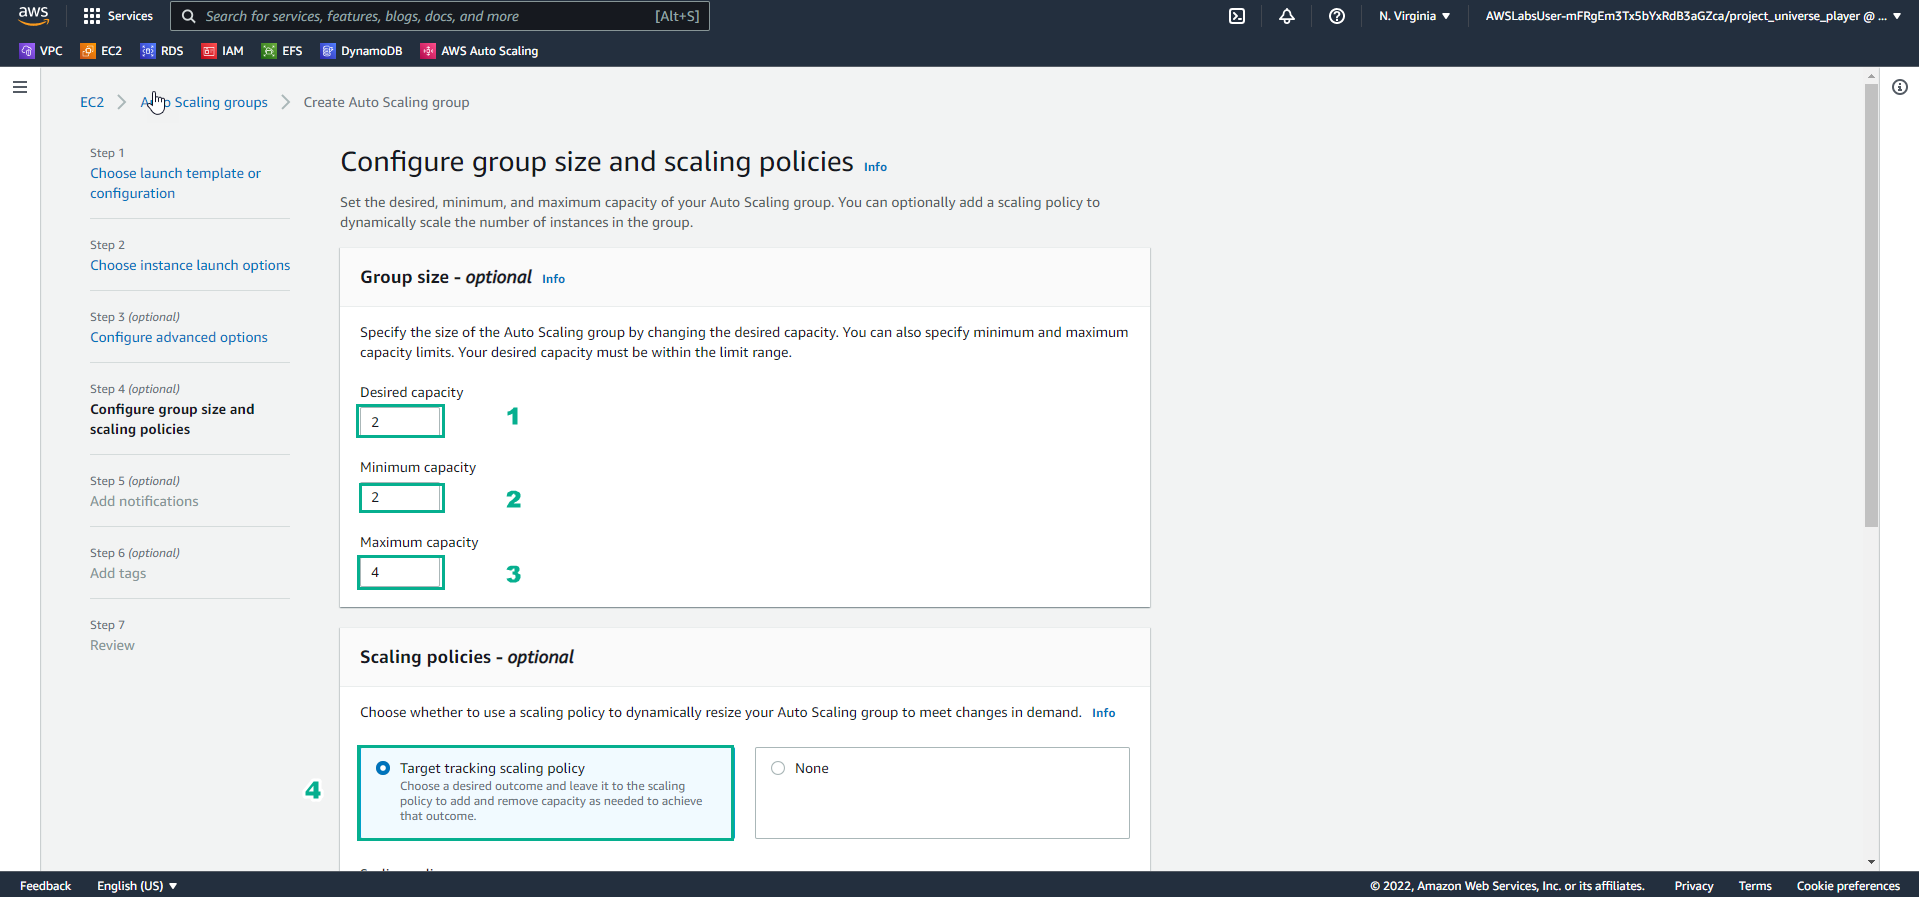 aws
Services
Search for services, features, blogs, docs, and more
[Alt+S]
N. Virginia ▼
AWSLabsUser-mFRgEm3Tx5bYxRdB3aGZca/project_universe_player @ ... ▼
VPC
EC2
RDS
IAM
EFS
DynamoDB
AWS Auto Scaling
EC2
Scaling groups
Create Auto Scaling group
Step 1
Choose launch template or
configuration
Step 2
Choose instance launch options
Step 3 (optional)
Configure advanced options
Step 4 (optional)
Configure group size and
scaling policies
Step 5 (optional)
Add notifications
Step 6 (optional)
Add tags
Step 7
Review
Configure group size and scaling policies Info
Set the desired, minimum, and maximum capacity of your Auto Scaling group. You can optionally add a scaling policy to
dynamically scale the number of instances in the group.
Group size - optional Info
Specify the size of the Auto Scaling group by changing the desired capacity. You can also specify minimum and maximum
capacity limits. Your desired capacity must be within the limit range.
Desired capacity
2
1
Minimum capacity
2
2
Maximum capacity
4
3
Scaling policies - optional
Choose whether to use a scaling policy to dynamically resize your Auto Scaling group to meet changes in demand. Info
4
Target tracking scaling policy
Choose a desired outcome and leave it to the scaling
policy to add and remove capacity as needed to achieve
that outcome.
None
Feedback
English (US) ▼
© 2022, Amazon Web Services, Inc. or its affiliates.
Privacy
Terms
Cookie preferences